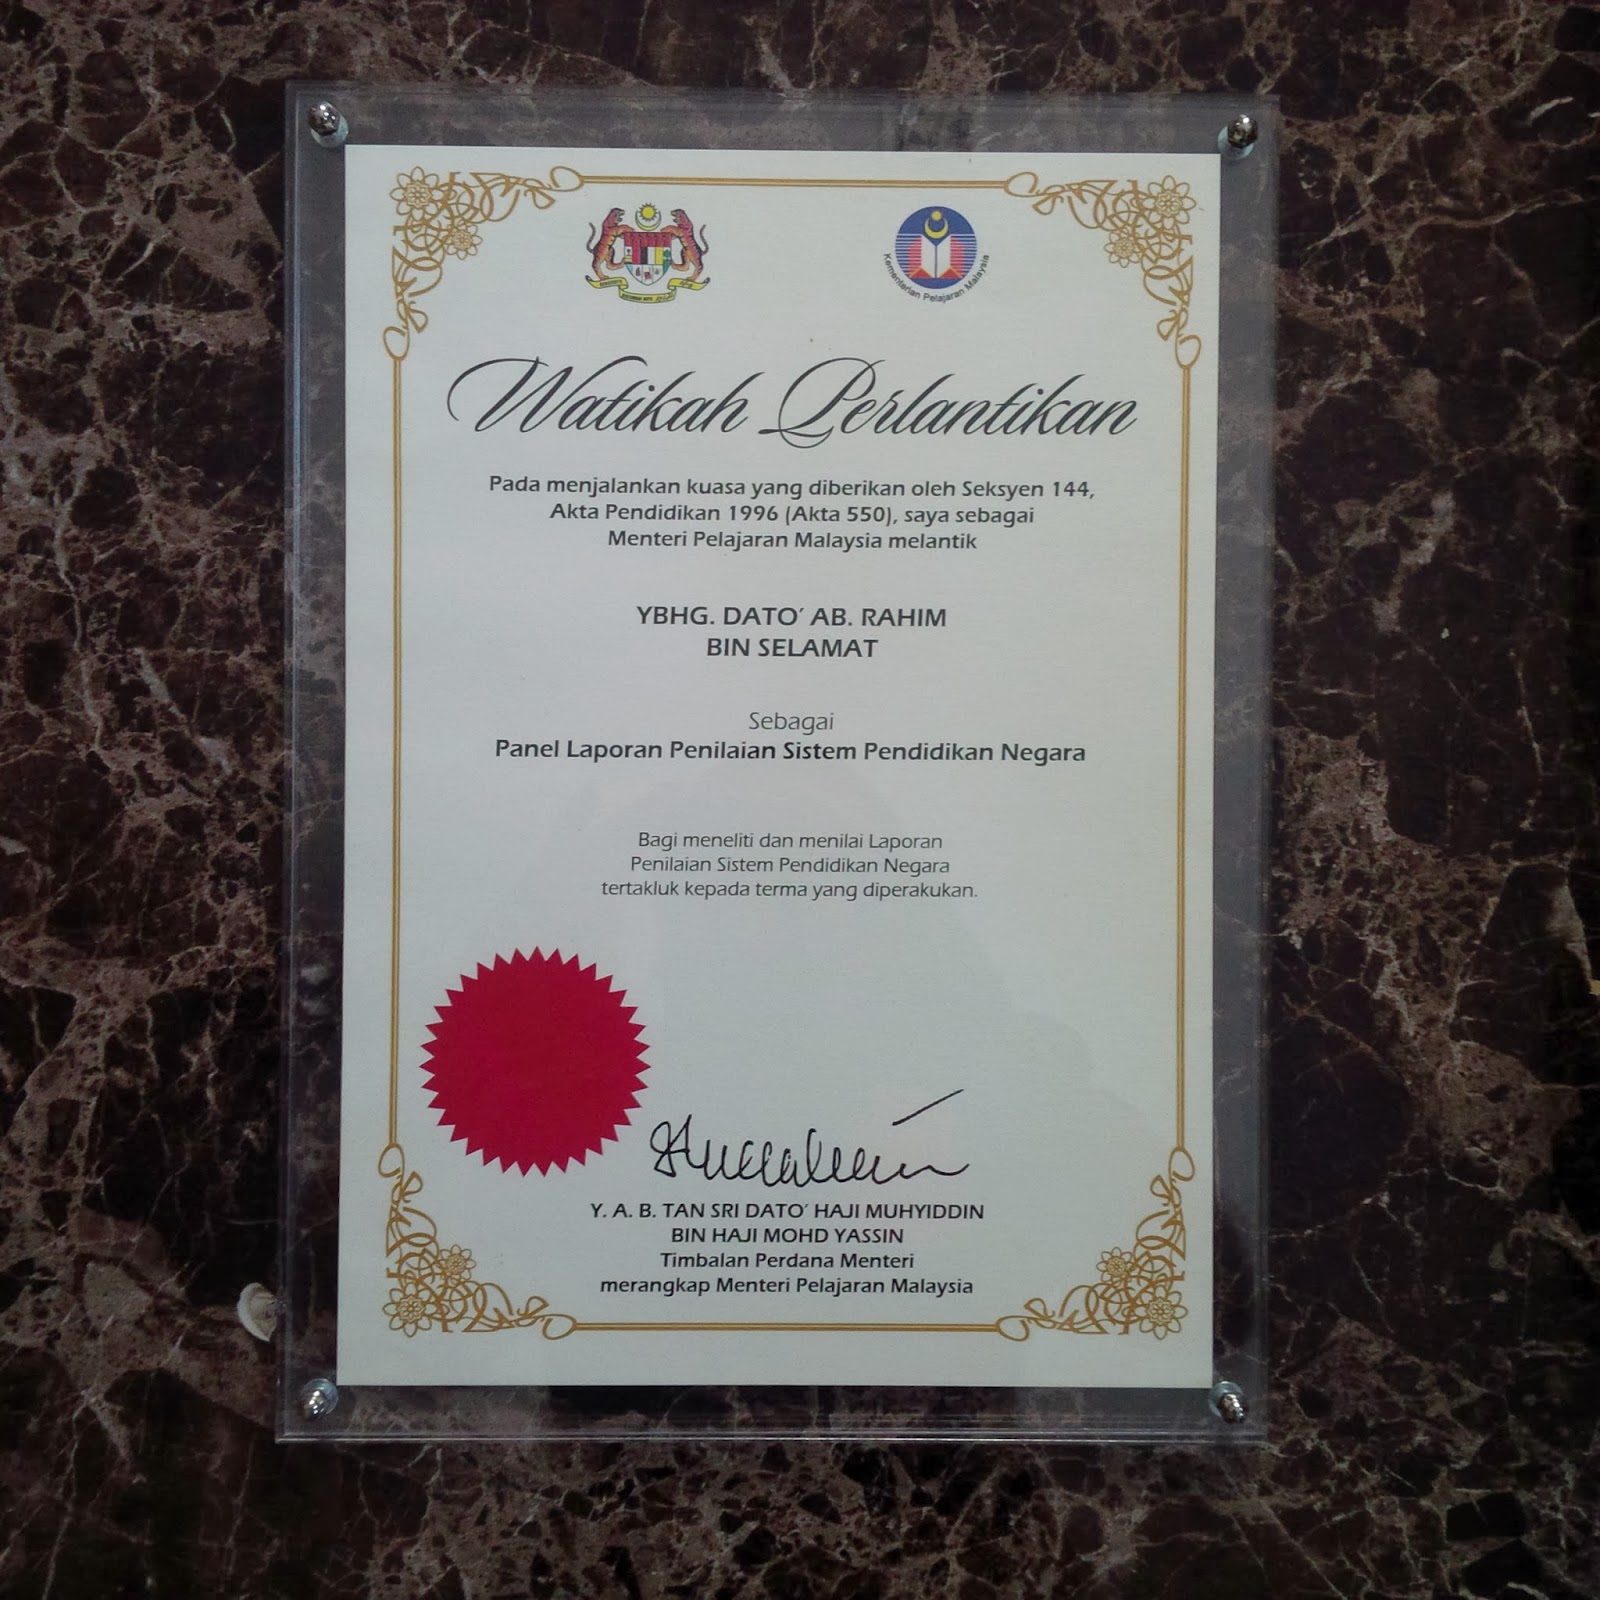 Kementerian Pelajaran Malaysia
Watikah Perlantikan
Pada menjalankan kuasa yang diberikan oleh Seksyen 144,
Akta Pendidikan 1996 (Akta 550), saya sebagai
Menteri Pelajaran Malaysia melantik
YBHG. DATO' AB. RAHIM
BIN SELAMAT
Sebagai
Panel Laporan Penilaian Sistem Pendidikan Negara
Bagi meneliti dan menilai Laporan
Penilaian Sistem Pendidikan Negara
tertakluk kepada terma yang diperakukan.
Y. A. B. TAN SRI DATO' HAJI MUHYIDDIN
BIN HAJI MOHD YASSIN
Timbalan Perdana Menteri
merangkap Menteri Pelajaran Malaysia